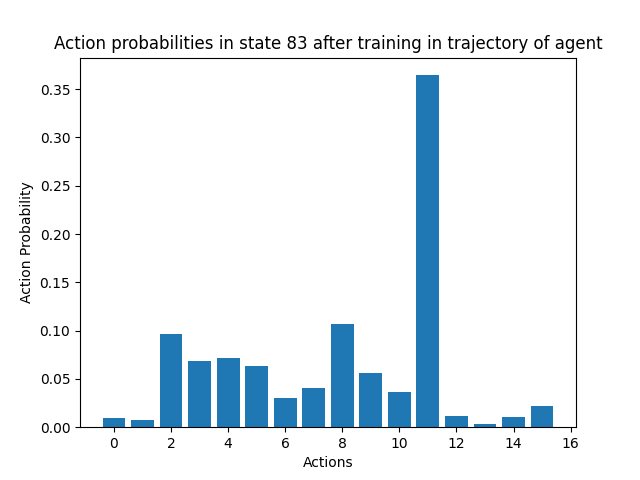 Action probabilities in state 83 after training in trajectory of agent
0.35
0.30
0.25
0.20
0.15
0.10
0.05
0.00
Action Probability
0 2 4 6 8 10 12 14 16
Actions